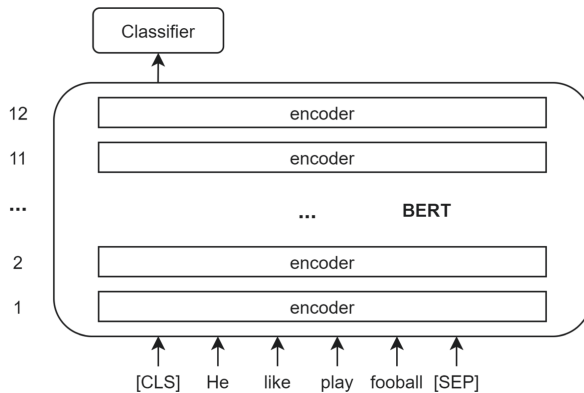 Classifier
12 encoder
11 encoder
... ... BERT
2 encoder
1 encoder
[CLS] He like play fooball [SEP]